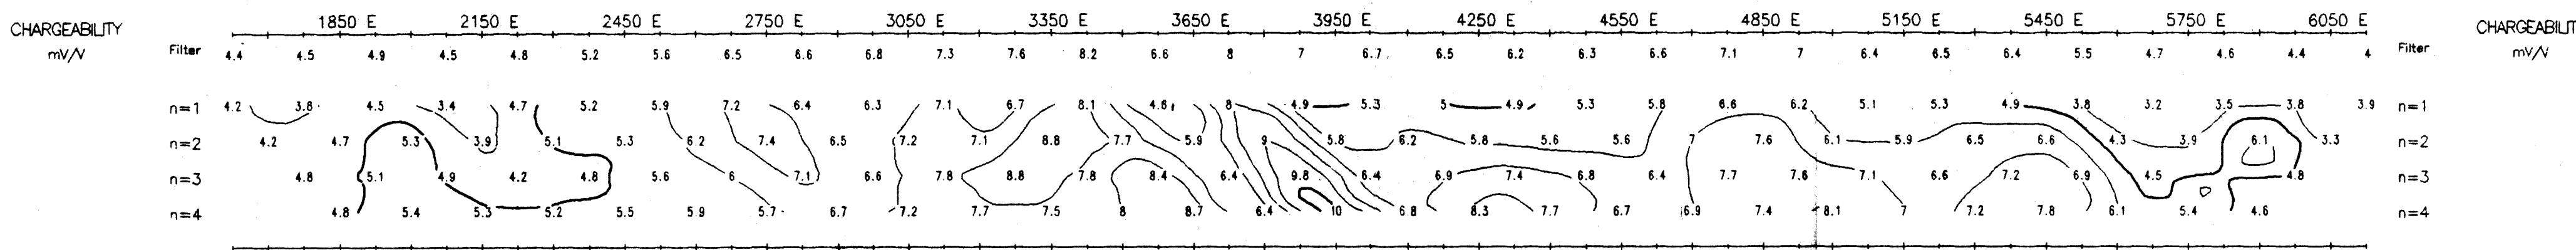 1850 E 2150 E 2450 E 2750 E 3050 E 3350 E 3650 E 3950 E 4250 E 4550 E 4850 E 5150 E 5450 E 5750 E 6050 E
CHARGEABILITY CHARGEABILIT
Filter 4.4 4.5 4.9 4.5 4.8 5.2 5.6 6.5 6.6 6.8 7.3 7.6 8.2 6.6 8 7 6.7 6.5 6.2 6.3 6.6 7.1 7 6.4 6.5 6.4 5.5 4.7 4.6 4.4 4 Filter
mV/V mV/V
n=1 4.2 3.8 4.5 3.4 4.7 5.2 5.9 7.2 6.4 6.3 7.1 6.7 8.1 4.6 8 4.9 5.3 5 4.9 5.3 5.8 6.6 6.2 5.1 5.3 4.9 3.8 3.2 3.5 3.8 3.9 n=1
n=2 4.2 4.7 5.3 3.9 5.1 5.3 6.2 7.4 6.5 7.2 7.1 8.8 7.7 5.9 9 5.8 6.2 5.8 5.6 5.6 7 7.6 6.1 5.9 6.5 6.6 4.3 3.9 6.1 3.3 n=2
n=3 4.8 5.1 4.9 4.2 4.8 5.6 6 7.1 6.6 7.8 8.8 7.8 8.4 6.4 9.8 6.4 6.9 7.4 6.8 6.4 7.7 7.6 7.1 6.6 7.2 6.9 4.5 4.8 n=3
n=4 4.8 5.4 5.3 5.2 5.5 5.9 5.7 6.7 7.2 7.7 7.5 8 8.7 6.4 10 6.8 8.3 7.7 6.7 6.9 7.4 8.1 7 7.2 7.8 6.1 5.4 4.6 n=4